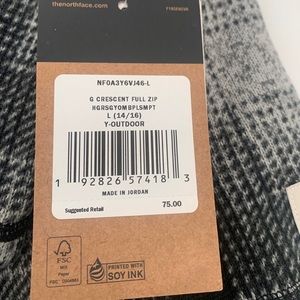 thenorthface.com
NF0A3Y6VJ46-L
G CRESCENT FULL ZIP
HGRSGYOMBPLSMPT
L (14/16)
Y-OUTDOOR
1 92826 57418 3
MADE IN JORDAN
Suggested Retail 75.00
FSC
MIX
Paper
PRINTED WITH
SOY INK